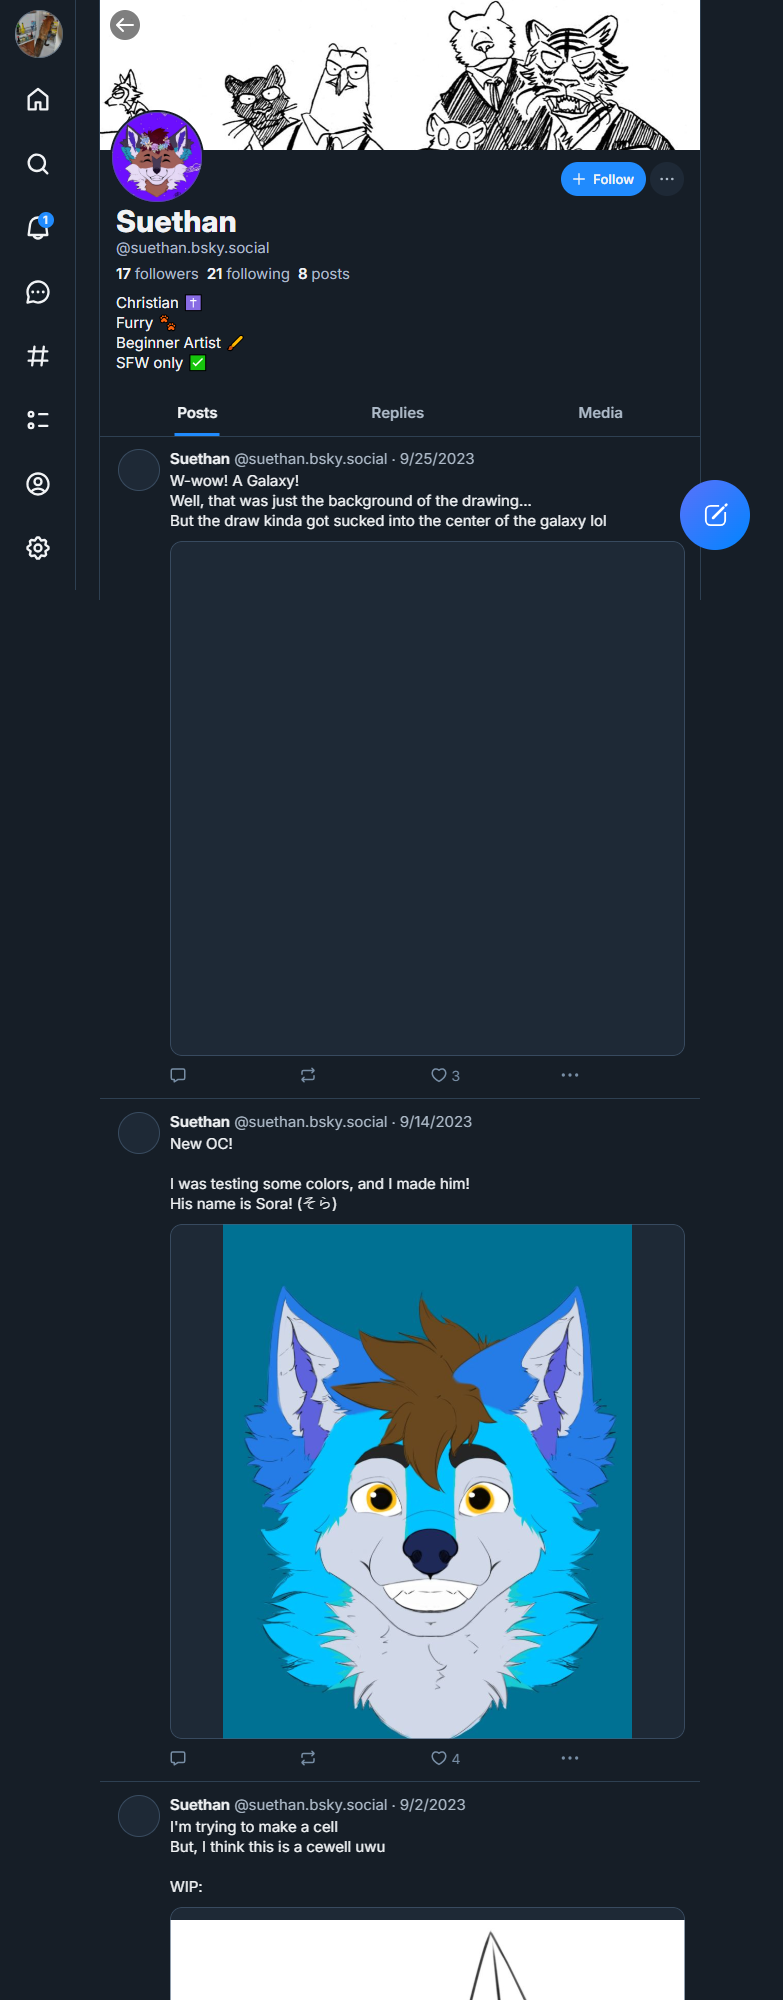 1
Follow
Suethan
@suethan.bsky.social
17 followers 21 following 8 posts
Christian ✝️
Furry 🐾
Beginner Artist 🖌️
SFW only ✅
Posts Replies Media
Suethan @suethan.bsky.social · 9/25/2023
W-wow! A Galaxy!
Well, that was just the background of the drawing...
But the draw kinda got sucked into the center of the galaxy lol
3
Suethan @suethan.bsky.social · 9/14/2023
New OC!
I was testing some colors, and I made him!
His name is Sora! (そら)
4
Suethan @suethan.bsky.social · 9/2/2023
I'm trying to make a cell
But, I think this is a cewell uwu
WIP: